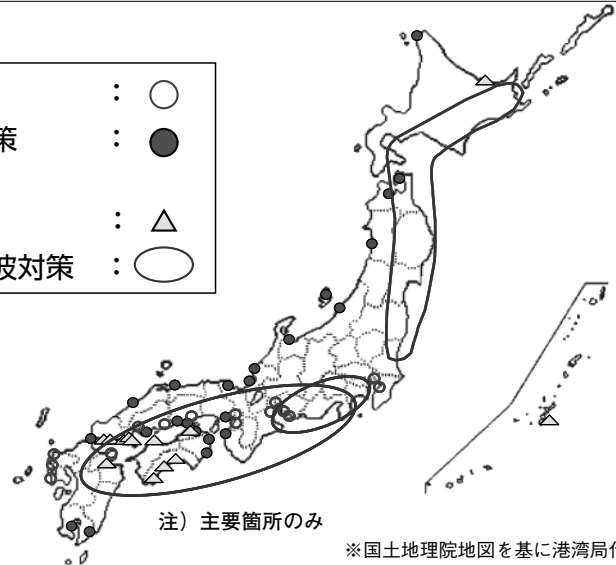 ：
策 ：
：
波対策 ：
注）主要箇所のみ
※国土地理院地図を基に港湾局作